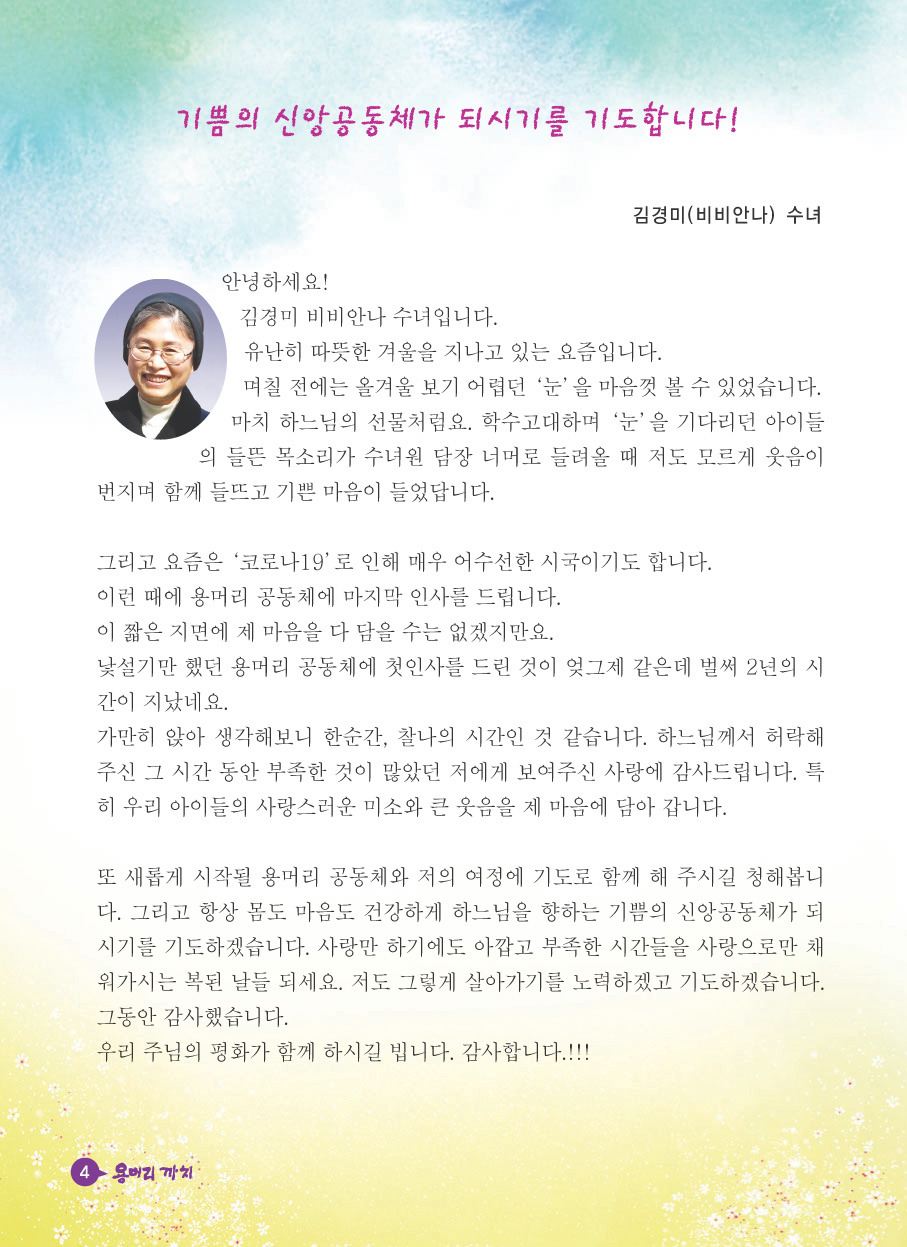 기쁨의 신앙공동체가 되시기를 기도합니다!
김경미(비비안나) 수녀
안녕하세요!
김경미 비비안나 수녀입니다.
유난히 따뜻한 겨울을 지나고 있는 요즘입니다.
며칠 전에는 올겨울 보기 어렵던 ‘눈’을 마음껏 볼 수 있었습니다.
마치 하느님의 선물처럼요. 학수고대하며 ‘눈’을 기다리던 아이들
의 들뜬 목소리가 수녀원 담장 너머로 들려올 때 저도 모르게 웃음이
번지며 함께 들뜨고 기쁜 마음이 들었답니다.
그리고 요즘은 ‘코로나19’로 인해 매우 어수선한 시국이기도 합니다.
이런 때에 용머리 공동체에 마지막 인사를 드립니다.
이 짧은 지면에 제 마음을 다 담을 수는 없겠지만요.
낯설기만 했던 용머리 공동체에 첫인사를 드린 것이 엊그제 같은데 벌써 2년의 시
간이 지났네요.
가만히 앉아 생각해보니 한순간, 찰나의 시간인 것 같습니다. 하느님께서 허락해
주신 그 시간 동안 부족한 것이 많았던 저에게 보여주신 사랑에 감사드립니다. 특
히 우리 아이들의 사랑스러운 미소와 큰 웃음을 제 마음에 담아 갑니다.
또 새롭게 시작될 용머리 공동체와 저의 여정에 기도로 함께 해 주시길 청해봅니
다. 그리고 항상 몸도 마음도 건강하게 하느님을 향하는 기쁨의 신앙공동체가 되
시기를 기도하겠습니다. 사랑만 하기에도 아깝고 부족한 시간들을 사랑으로만 채
워가시는 복된 날들 되세요. 저도 그렇게 살아가기를 노력하겠고 기도하겠습니다.
그동안 감사했습니다.
우리 주님의 평화가 함께 하시길 빕니다. 감사합니다.!!!
4 용머리 까치